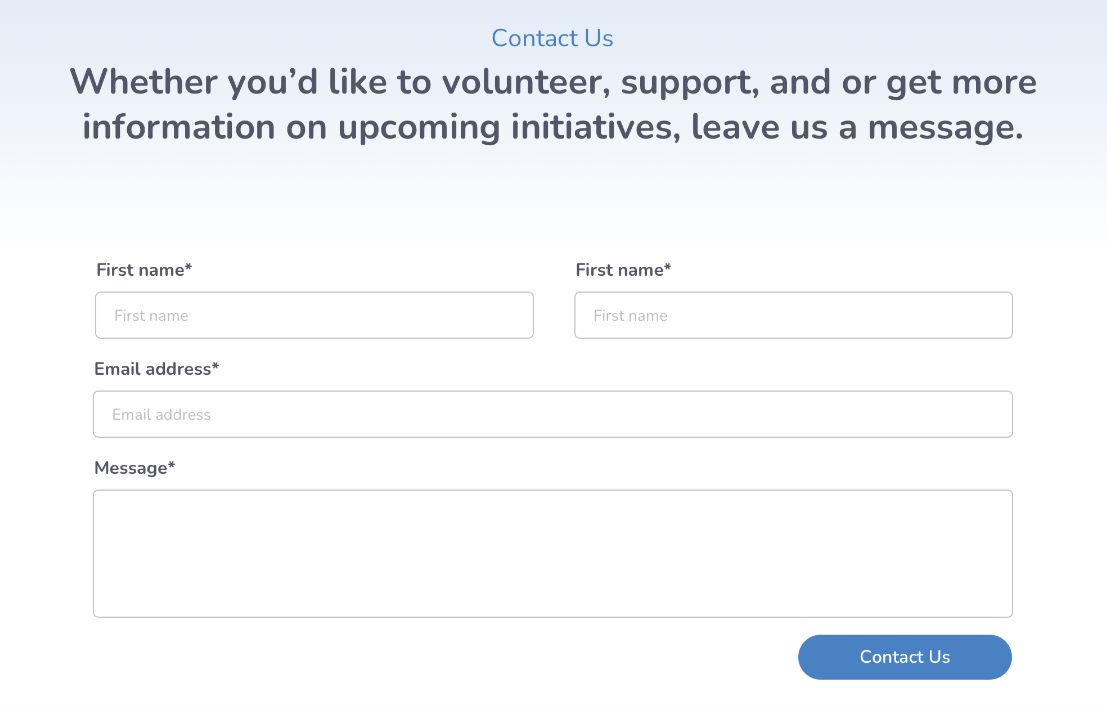 Contact Us
Whether you’d like to volunteer, support, and or get more
information on upcoming initiatives, leave us a message.
First name*
First name*
First name
First name
Email address*
Email address
Message*
Contact Us